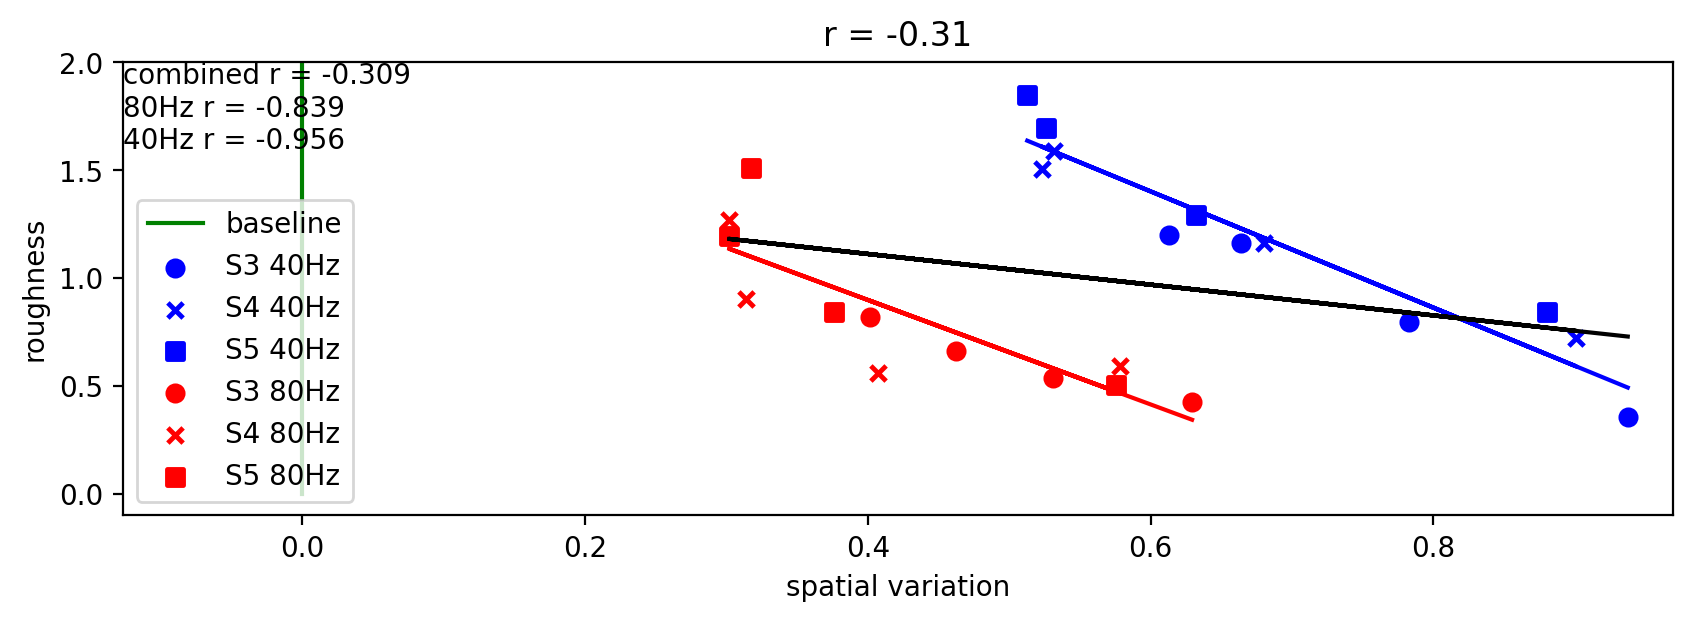 r = -0.31
combined r = -0.309
80Hz r = -0.839
40Hz r = -0.956
2.0
1.5
1.0
0.5
0.0
roughness
baseline
S3 40Hz
S4 40Hz
S5 40Hz
S3 80Hz
S4 80Hz
S5 80Hz
0.0 0.2 0.4 0.6 0.8
spatial variation